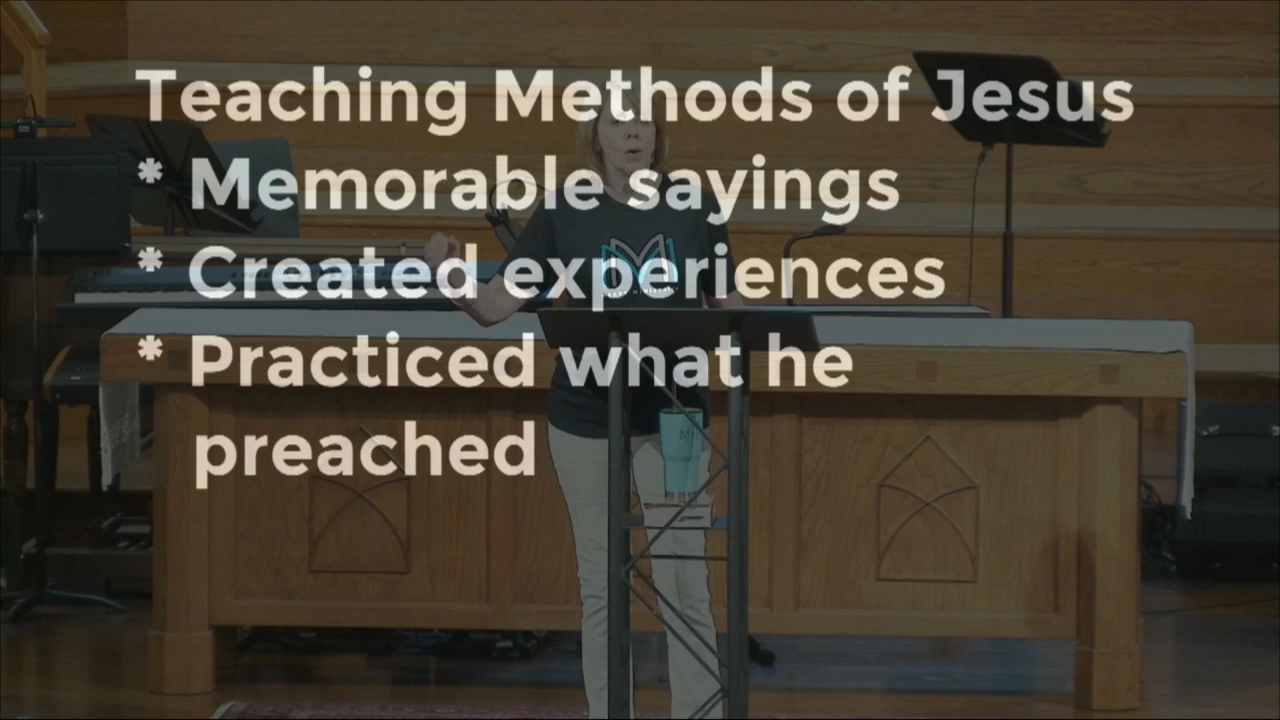 Teaching Methods of Jesus
* Memorable sayings
* Created experiences
* Practiced what he
preached